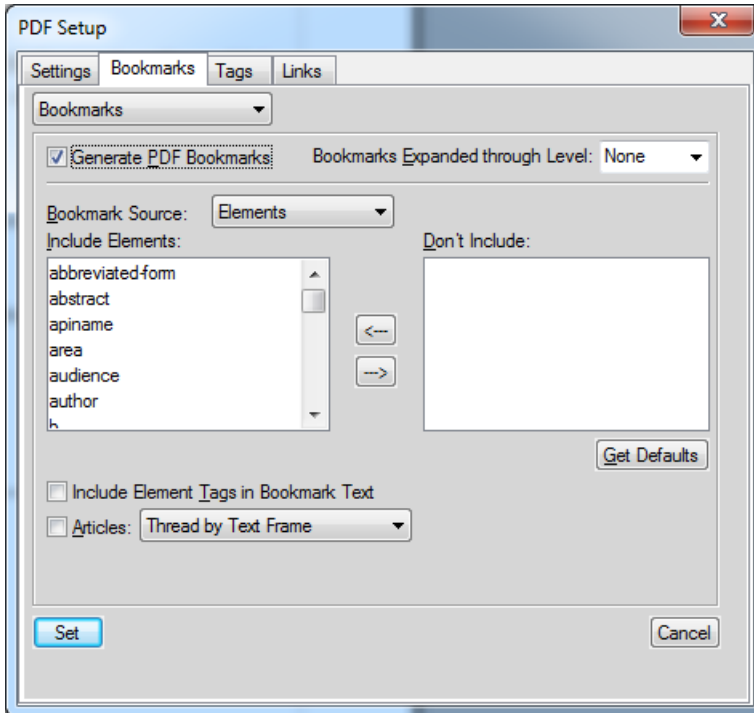 PDF Setup
Settings Bookmarks Tags Links
Bookmarks
Generate PDF Bookmarks Bookmarks Expanded through Level: None
Bookmark Source: Elements
Include Elements: Don't Include:
abbreviated-form
abstract
apiname
area
<--- 
audience
--->
author
b
Get Defaults
Include Element Tags in Bookmark Text
Articles: Thread by Text Frame
Set Cancel